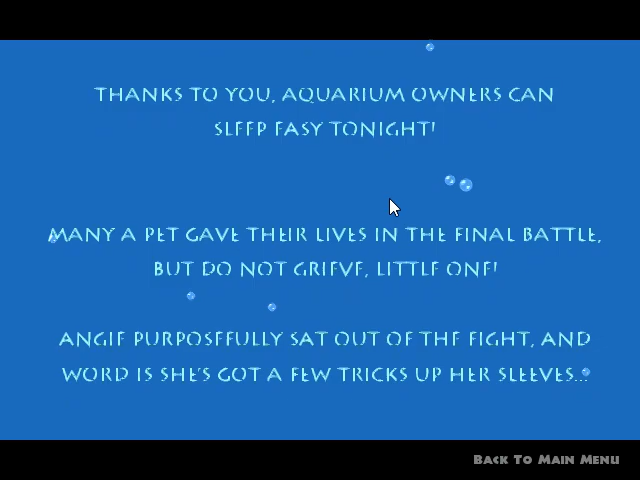 THANKS TO YOU, AQUARIUM OWNERS CAN
SLEEP EASY TONIGHT!
MANY A PET GAVE THEIR LIVES IN THE FINAL BATTLE,
BUT DO NOT GRIEVE, LITTLE ONE!
ANGIE PURPOSEFULLY SAT OUT OF THE FIGHT, AND
WORD IS SHE'S GOT A FEW TRICKS UP HER SLEEVES...
BACK TO MAIN MENU